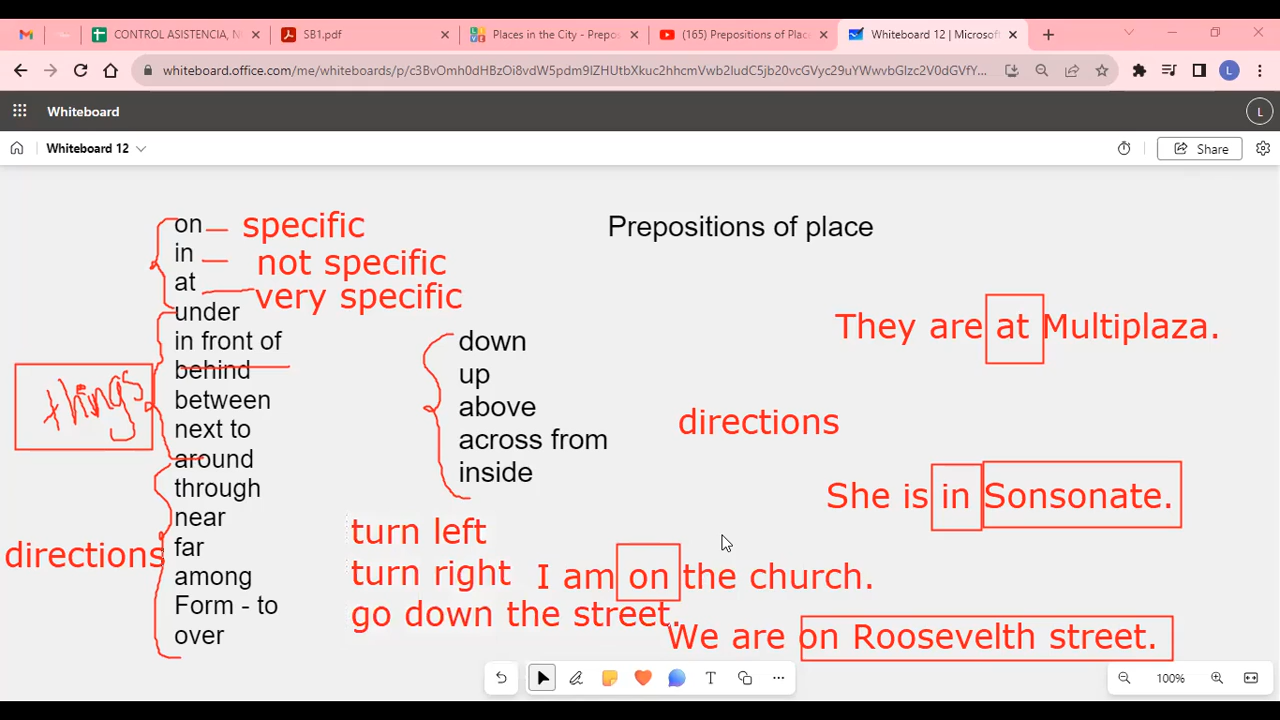 CONTROL ASISTENCIA, N
SB1.pdf
Places in the City - Prepos
(165) Prepositions of Plac
Whiteboard 12 | Microsof
whiteboard.office.com/me/whiteboards/p/
L
Whiteboard
L
Whiteboard 12
Share
Prepositions of place
on
specific
in
not specific
at
very specific
under
in front of
behind
between
next to
around
through
near
far
among
Form - to
over
things
directions
down
up
above
across from
inside
directions
turn left
turn right
go down the street.
They are at Multiplaza.
She is in Sonsonate.
I am on the church.
We are on Roosevelth street.
T
100%